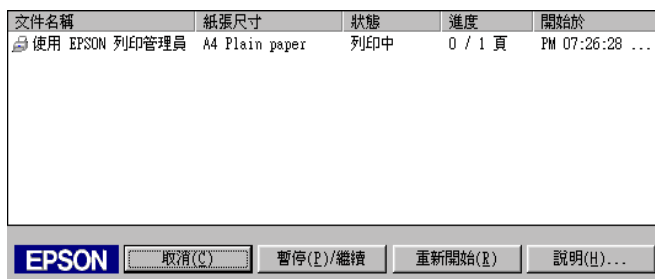 文件名稱 紙張尺寸 狀態 進度 開始於
使用 EPSON 列印管理員 A4 Plain paper 列印中 0 / 1 頁 PM 07:26:28 ...
EPSON 取消(C) 暫停(P)/繼續 重新開始(R) 說明(H)...